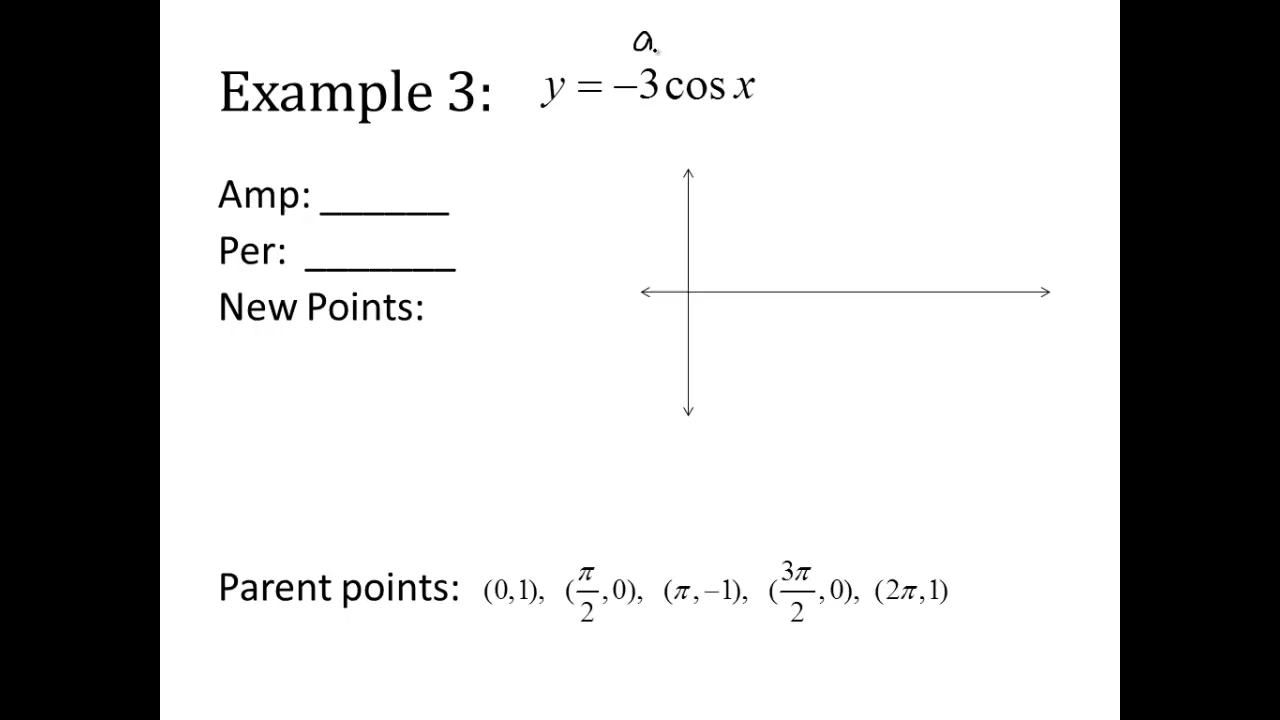 a.
Example 3: y = −3 cos x
Amp: ______
Per: _______
New Points:
Parent points: (0,1), (π/2,0), (π,−1), (3π/2,0), (2π,1)